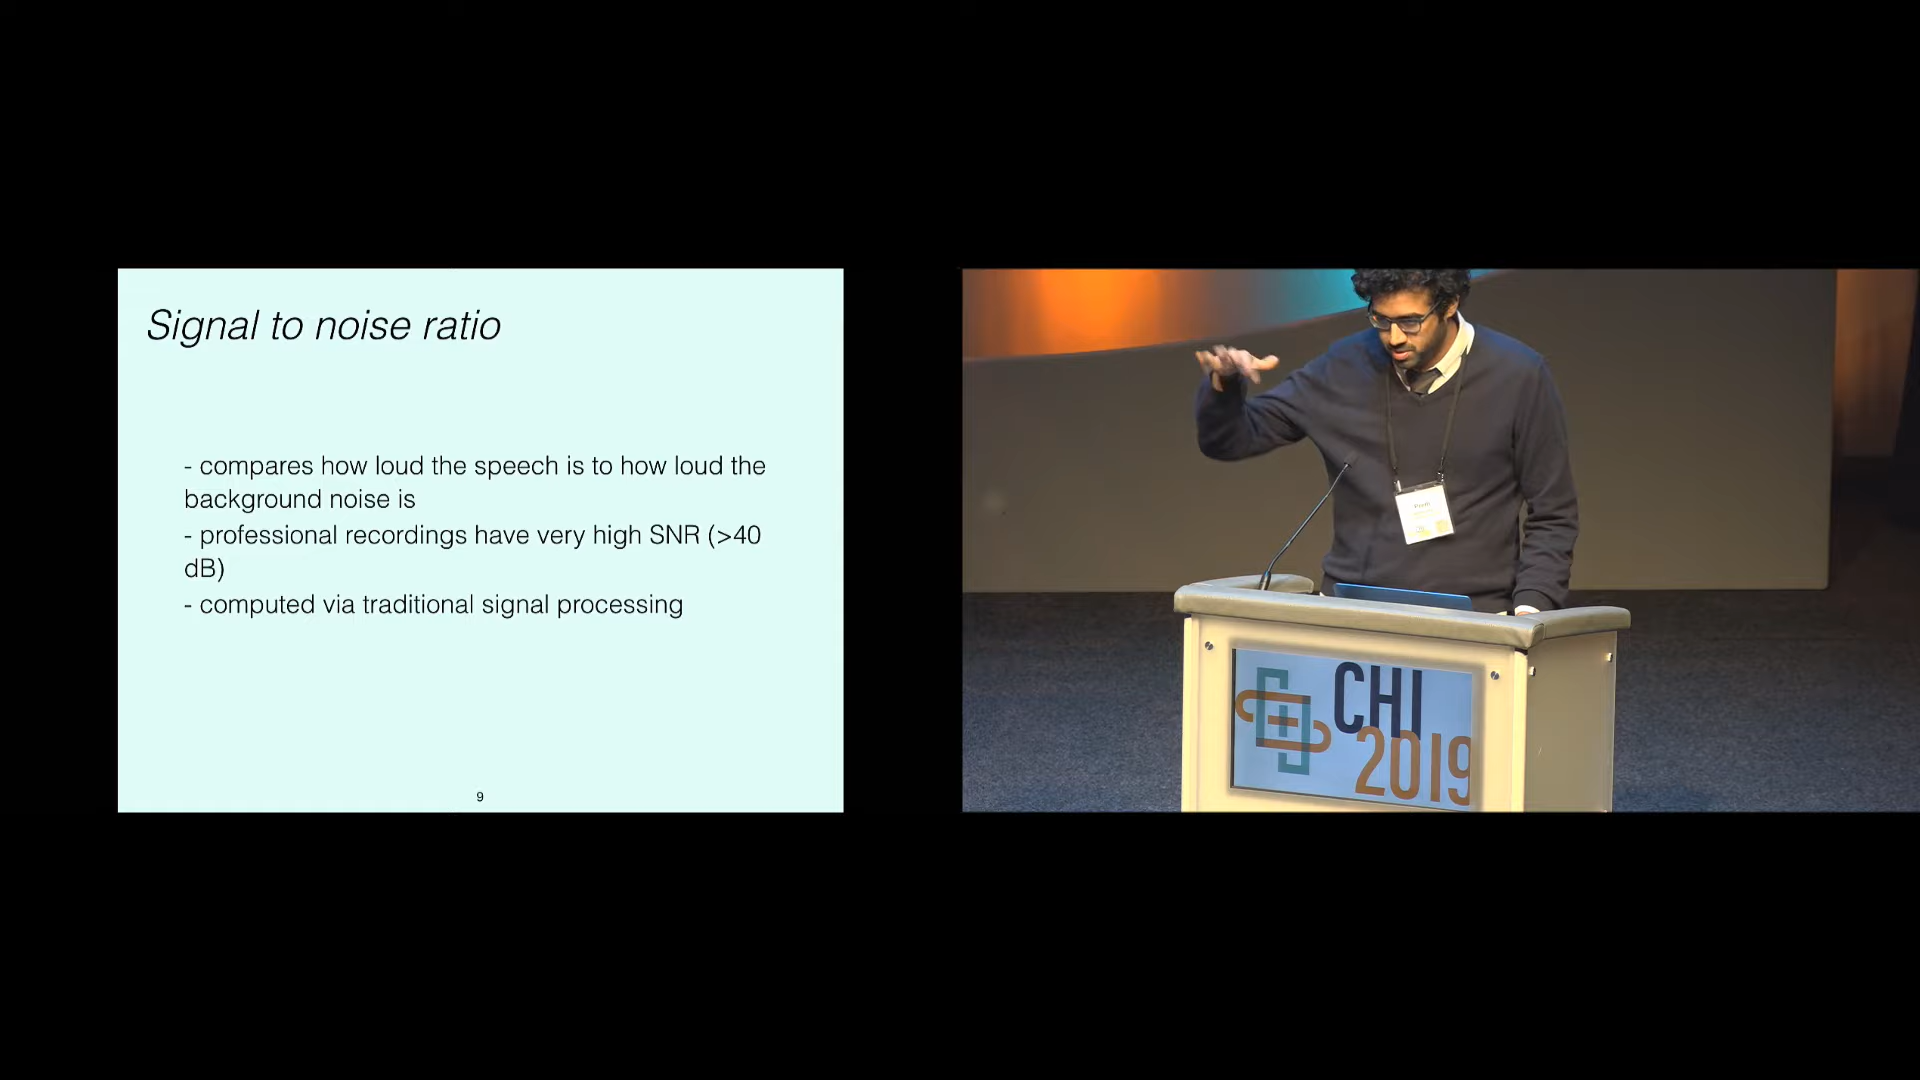 Signal to noise ratio
- compares how loud the speech is to how loud the
background noise is
- professional recordings have very high SNR (>40
dB)
- computed via traditional signal processing
9
CHI
2019